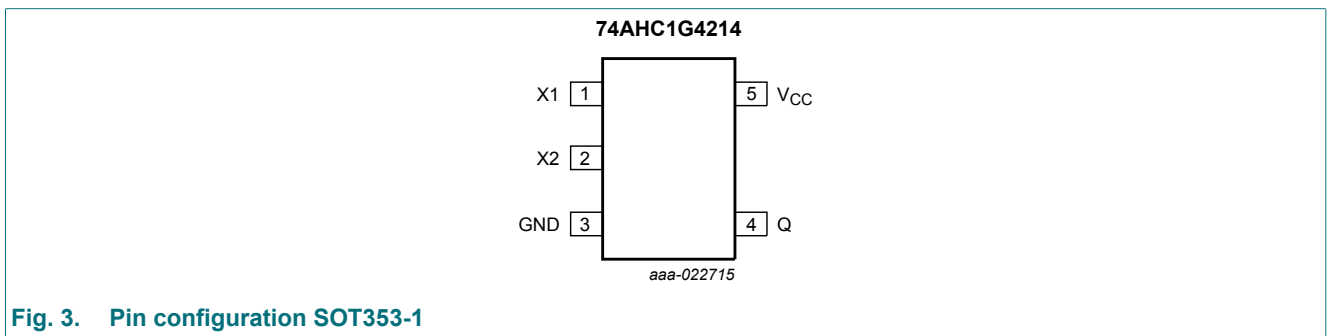 74AHC1G4214
X1 1 5 VCC
X2 2
GND 3 4 Q
aaa-022715
Fig. 3. Pin configuration SOT353-1